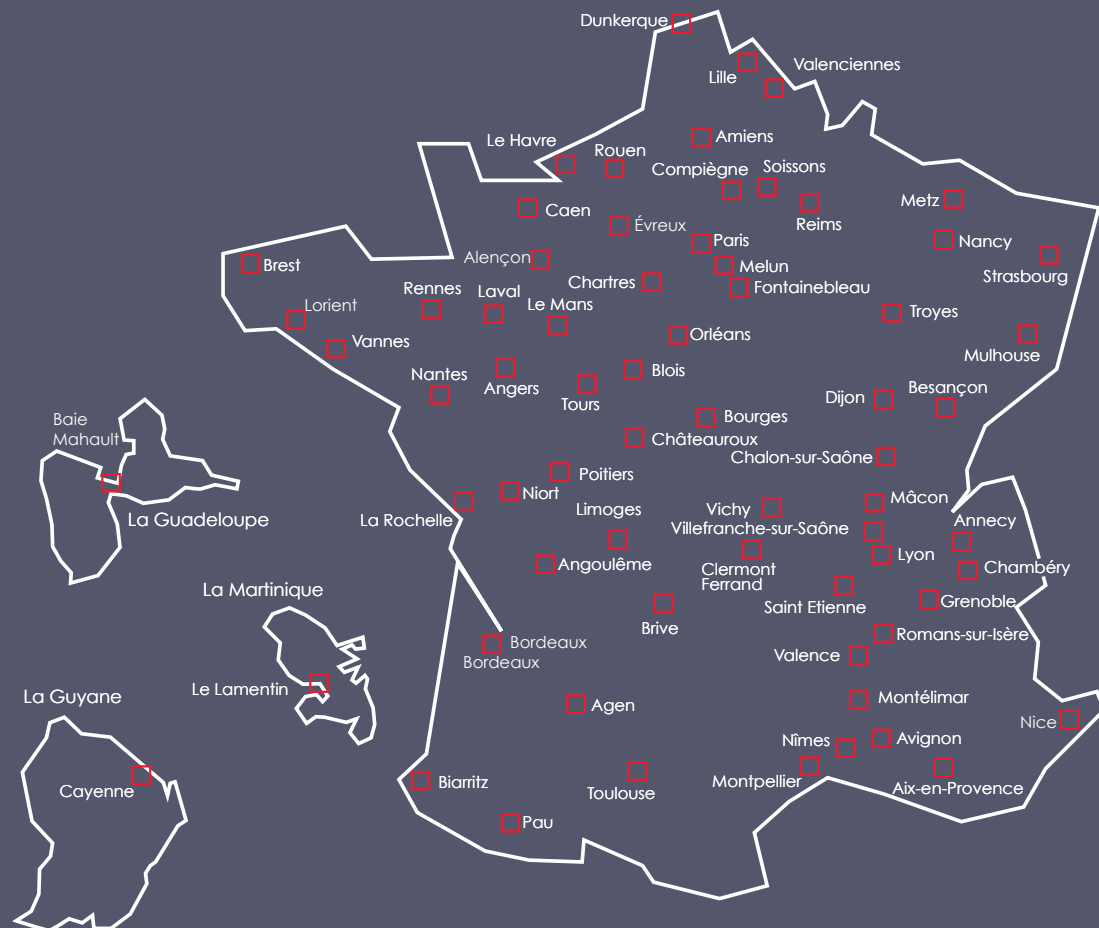 Dunkerque
Valenciennes
Lille
Amiens
Le Havre
Rouen
Soissons
Compiègne
Metz
Caen
Reims
Évreux
Paris
Nancy
Alençon
Brest
Melun
Strasbourg
Chartres
Fontainebleau
Rennes
Laval
Lorient
Le Mans
Troyes
Orléans
Vannes
Mulhouse
Blois
Nantes
Angers
Besançon
Dijon
Tours
Bourges
Baie
Mahault
Châteauroux
Chalon-sur-Saône
Poitiers
Niort
Mâcon
Limoges
Vichy
La Guadeloupe
La Rochelle
Annecy
Villefranche-sur-Saône
Lyon
Angoulême
Clermont
Ferrand
Chambéry
La Martinique
Saint Etienne
Grenoble
Brive
Romans-sur-Isère
Bordeaux
Bordeaux
Valence
Le Lamentin
La Guyane
Montélimar
Agen
Nice
Nîmes
Avignon
Montpellier
Biarritz
Aix-en-Provence
Cayenne
Toulouse
Pau